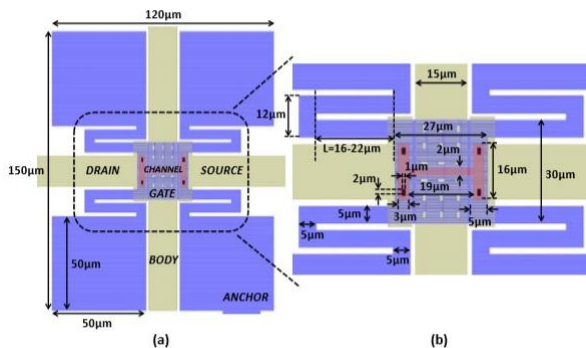 120µm
150µm
DRAIN
CHANNEL
SOURCE
GATE
BODY
50µm
50µm
ANCHOR
(a)
15µm
12µm
27µm
L=16-22µm
2µm
1µm
16µm
30µm
2µm
19µm
3µm
5µm
5µm
5µm
5µm
(b)